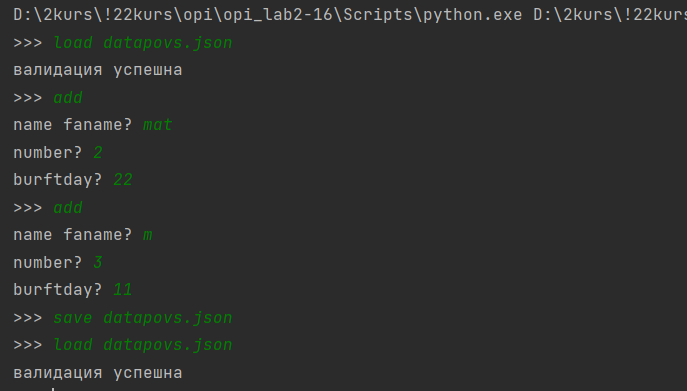 D:\2kurs\!22kurs\opi\opi_lab2-16\Scripts\python.exe D:\2kurs\!22kurs
>>> load datapovs.json
валидация успешна
>>> add
name faname? mat
number? 2
burftday? 22
>>> add
name faname? m
number? 3
burftday? 11
>>> save datapovs.json
>>> load datapovs.json
валидация успешна